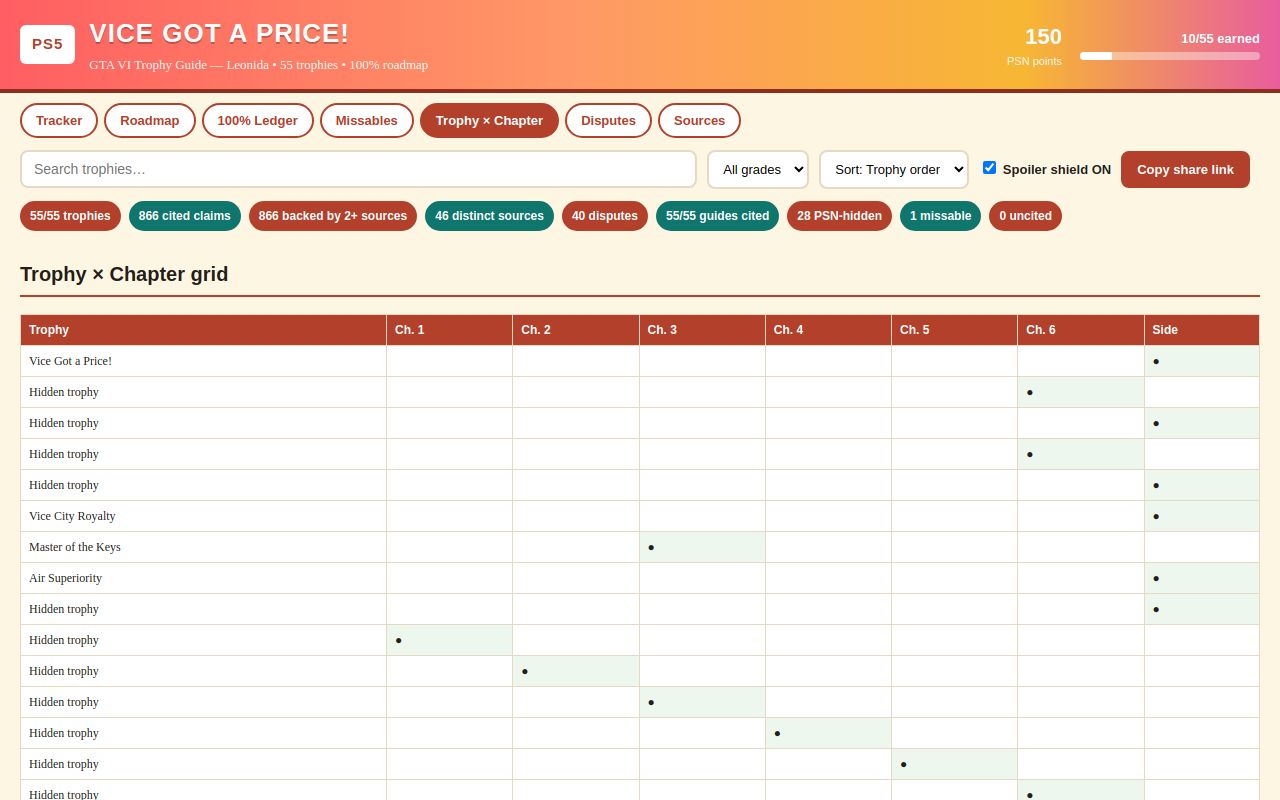 PS5
VICE GOT A PRICE!
GTA VI Trophy Guide — Leonida • 55 trophies • 100% roadmap
150
PSN points
10/55 earned
Tracker
Roadmap
100% Ledger
Missables
Trophy × Chapter
Disputes
Sources
Search trophies…
All grades
Sort: Trophy order
Spoiler shield ON
Copy share link
55/55 trophies
866 cited claims
866 backed by 2+ sources
46 distinct sources
40 disputes
55/55 guides cited
28 PSN-hidden
1 missable
0 uncited
Trophy × Chapter grid
Trophy Ch. 1 Ch. 2 Ch. 3 Ch. 4 Ch. 5 Ch. 6 Side
Vice Got a Price! ●
Hidden trophy ●
Hidden trophy ●
Hidden trophy ●
Hidden trophy ●
Vice City Royalty ●
Master of the Keys ●
Air Superiority ●
Hidden trophy ●
Hidden trophy ●
Hidden trophy ●
Hidden trophy ●
Hidden trophy ●
Hidden trophy ●
Hidden trophy ●